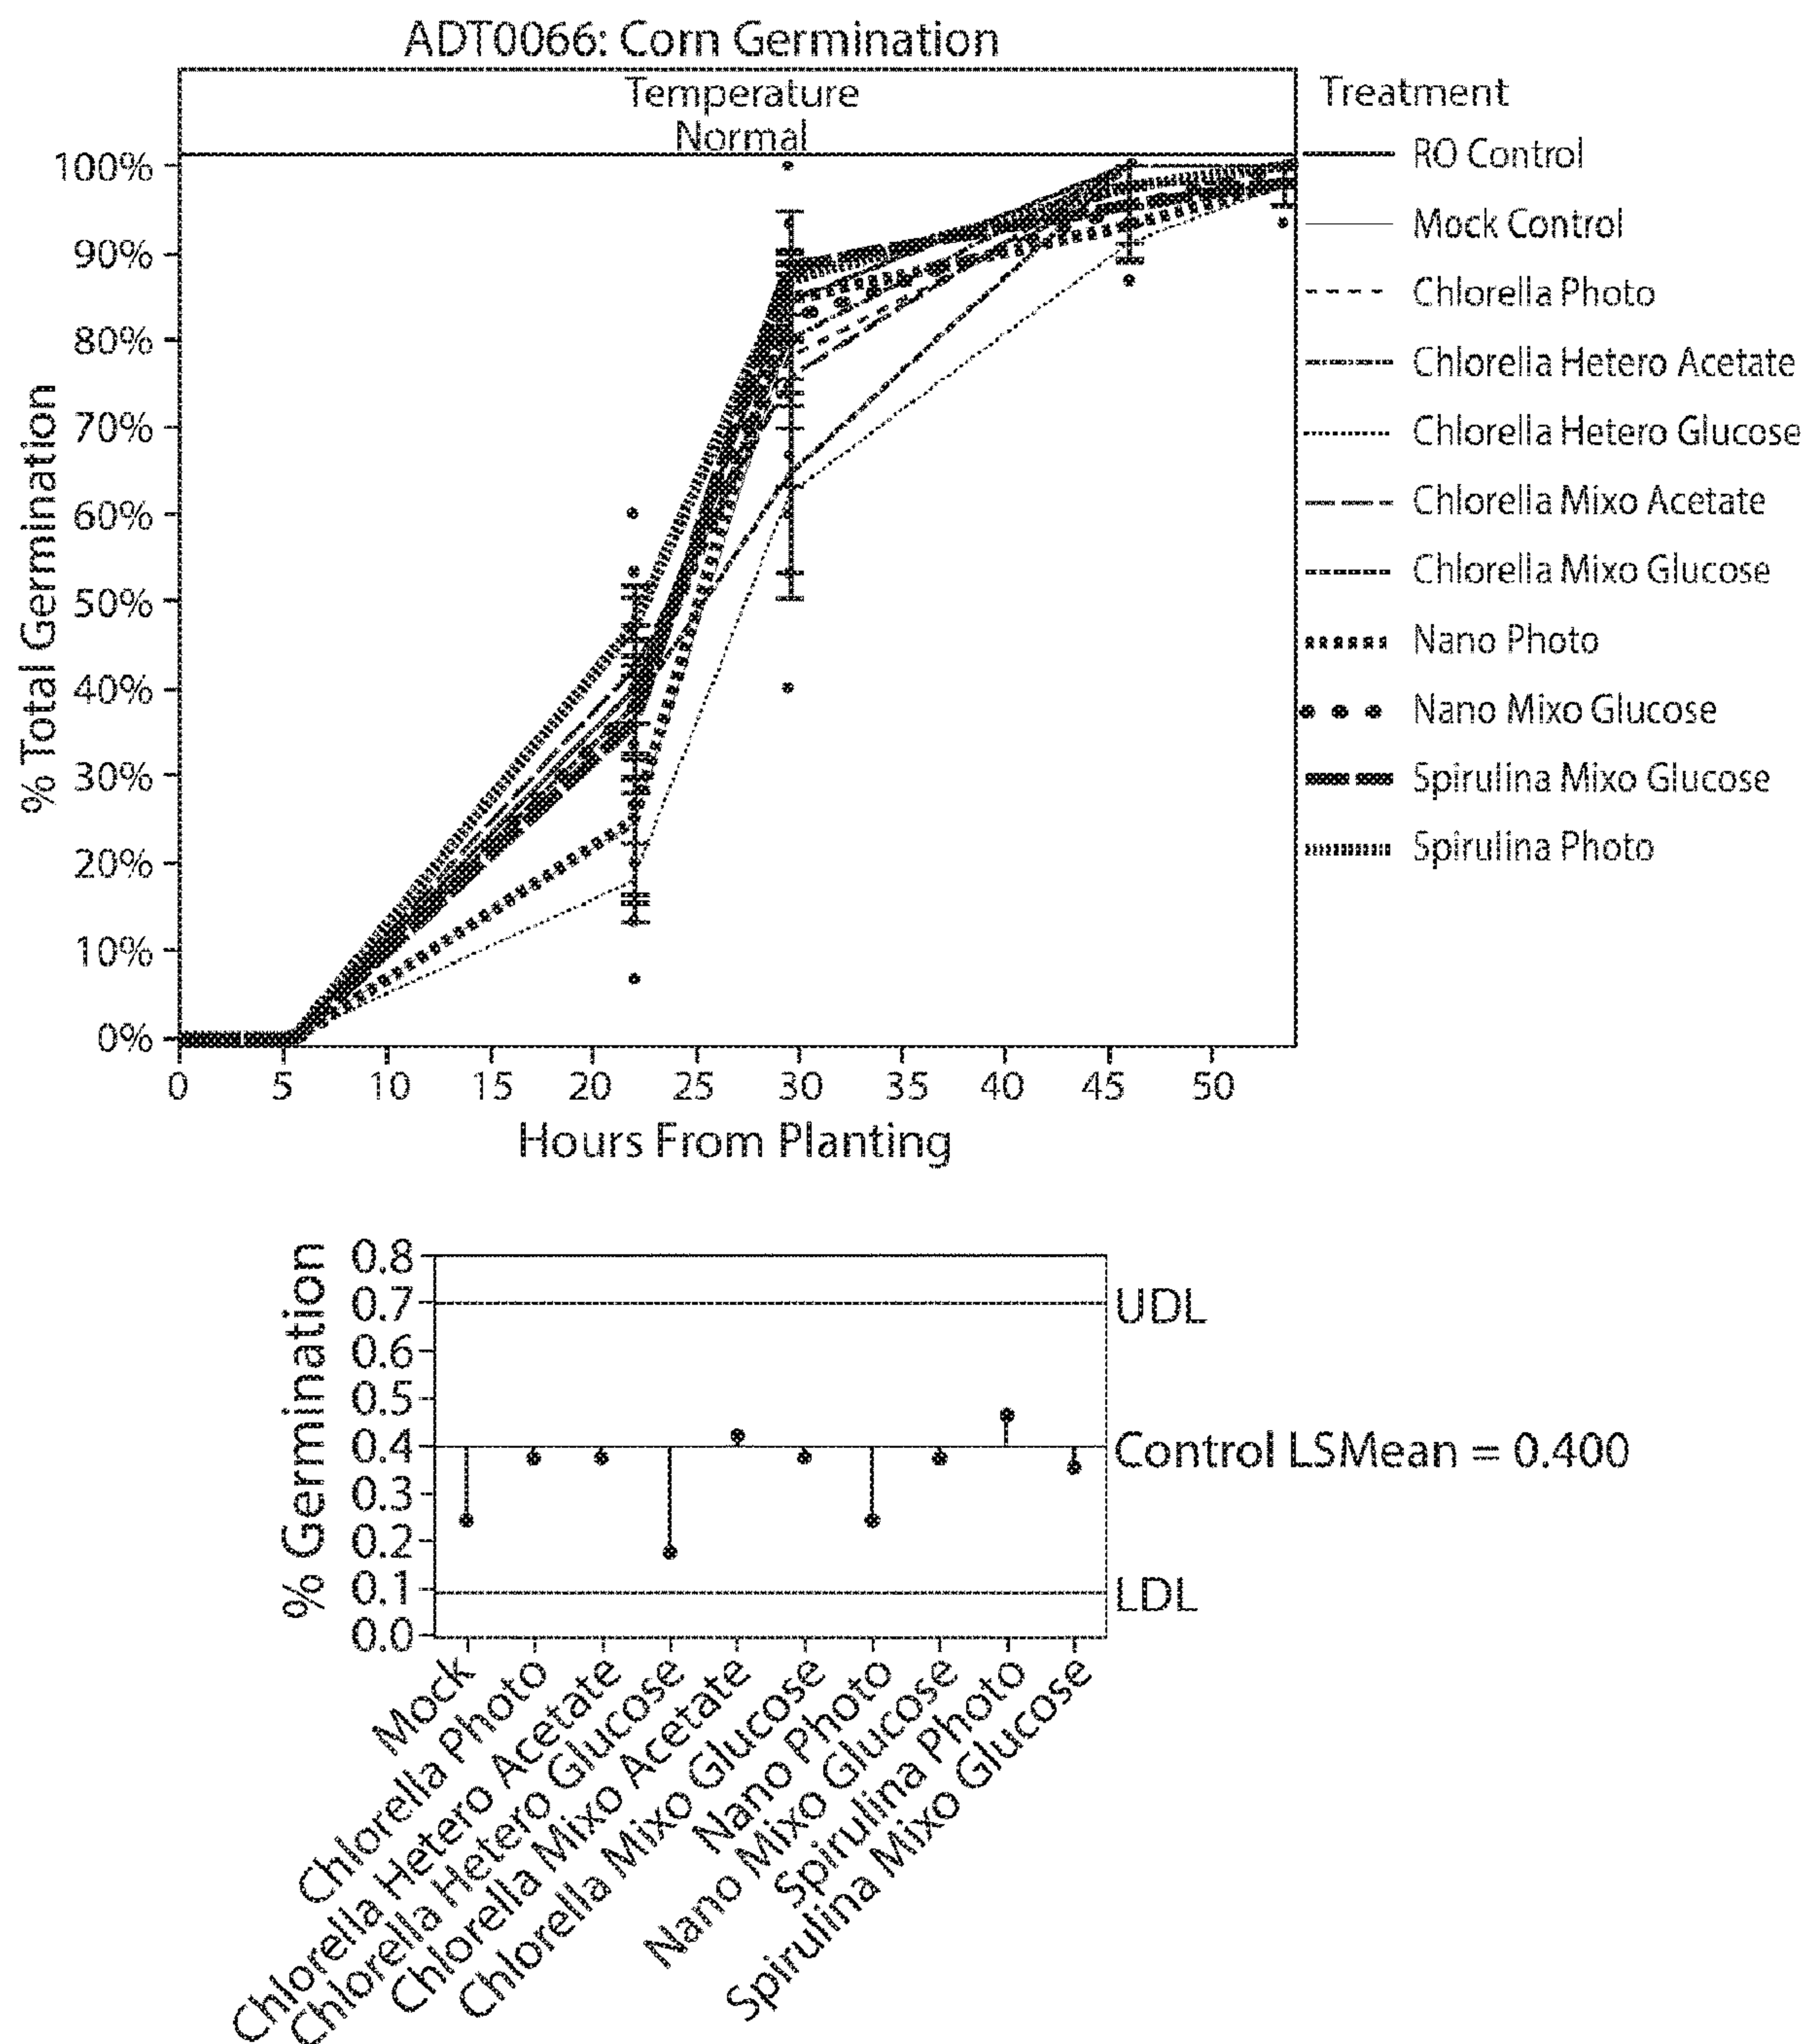 ADT0066: Corn Germination
Temperature
Normal
Treatment
RO Control
Mock Control
Chlorella Photo
Chlorella Hetero Acetate
Chlorella Hetero Glucose
Chlorella Mixo Acetate
Chlorella Mixo Glucose
Nano Photo
Nano Mixo Glucose
Spirulina Mixo Glucose
Spirulina Photo
% Total Germination
100%
90%
80%
70%
60%
50%
40%
30%
20%
10%
0%
0 5 10 15 20 25 30 35 40 45 50
Hours From Planting
% Germination
0.8
0.7
0.6
0.5
0.4
0.3
0.2
0.1
0.0
UDL
Control LSMean = 0.400
LDL
Mock
Chlorella Photo
Chlorella Hetero Acetate
Chlorella Hetero Glucose
Chlorella Mixo Acetate
Chlorella Mixo Glucose
Nano Photo
Nano Mixo Glucose
Spirulina Photo
Spirulina Mixo Glucose